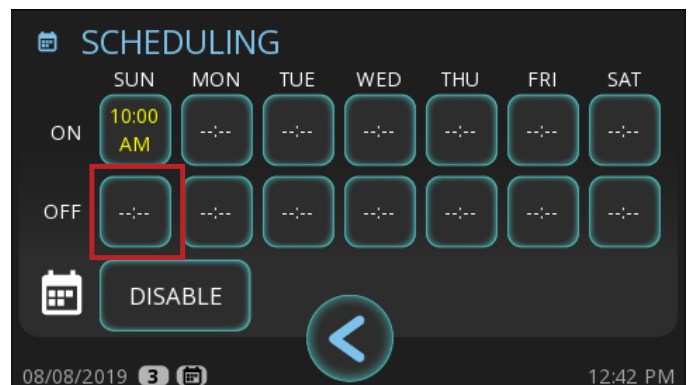 SCHEDULING
SUN MON TUE WED THU FRI SAT
ON 10:00 AM --:-- --:-- --:-- --:-- --:-- --:--
OFF --:-- --:-- --:-- --:-- --:-- --:-- --:--
DISABLE
08/08/2019 3 12:42 PM